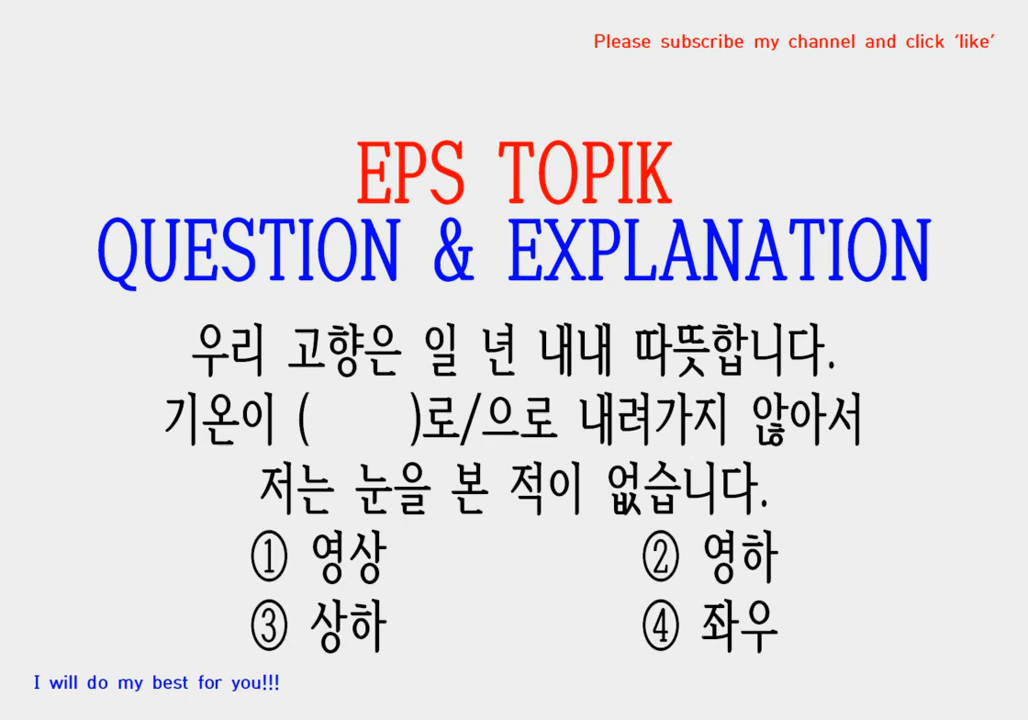 Please subscribe my channel and click ‘like’
EPS TOPIK
QUESTION & EXPLANATION
우리 고향은 일 년 내내 따뜻합니다.
기온이 (     )로/으로 내려가지 않아서
저는 눈을 본 적이 없습니다.
① 영상 ② 영하
③ 상하 ④ 좌우
I will do my best for you!!!